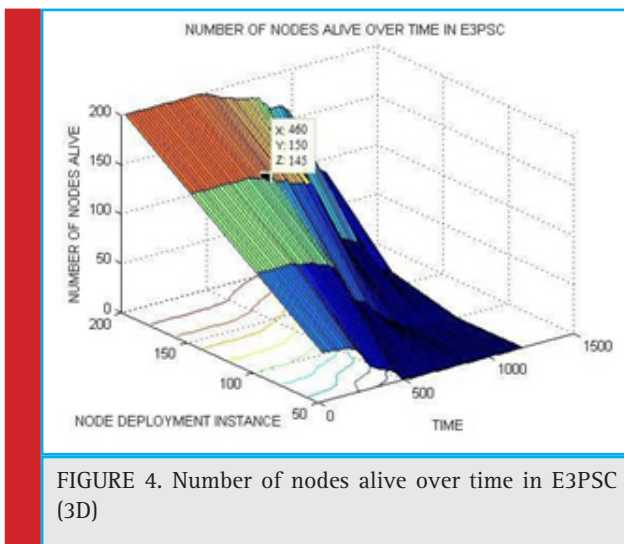 NUMBER OF NODES ALIVE OVER TIME IN E3PSC
200
150
100
50
0
NUMBER OF NODES ALIVE
X: 460
Y: 150
Z: 145
200
150
100
50
NODE DEPLOYMENT INSTANCE
0
500
1000
1500
TIME
FIGURE 4. Number of nodes alive over time in E3PSC
(3D)